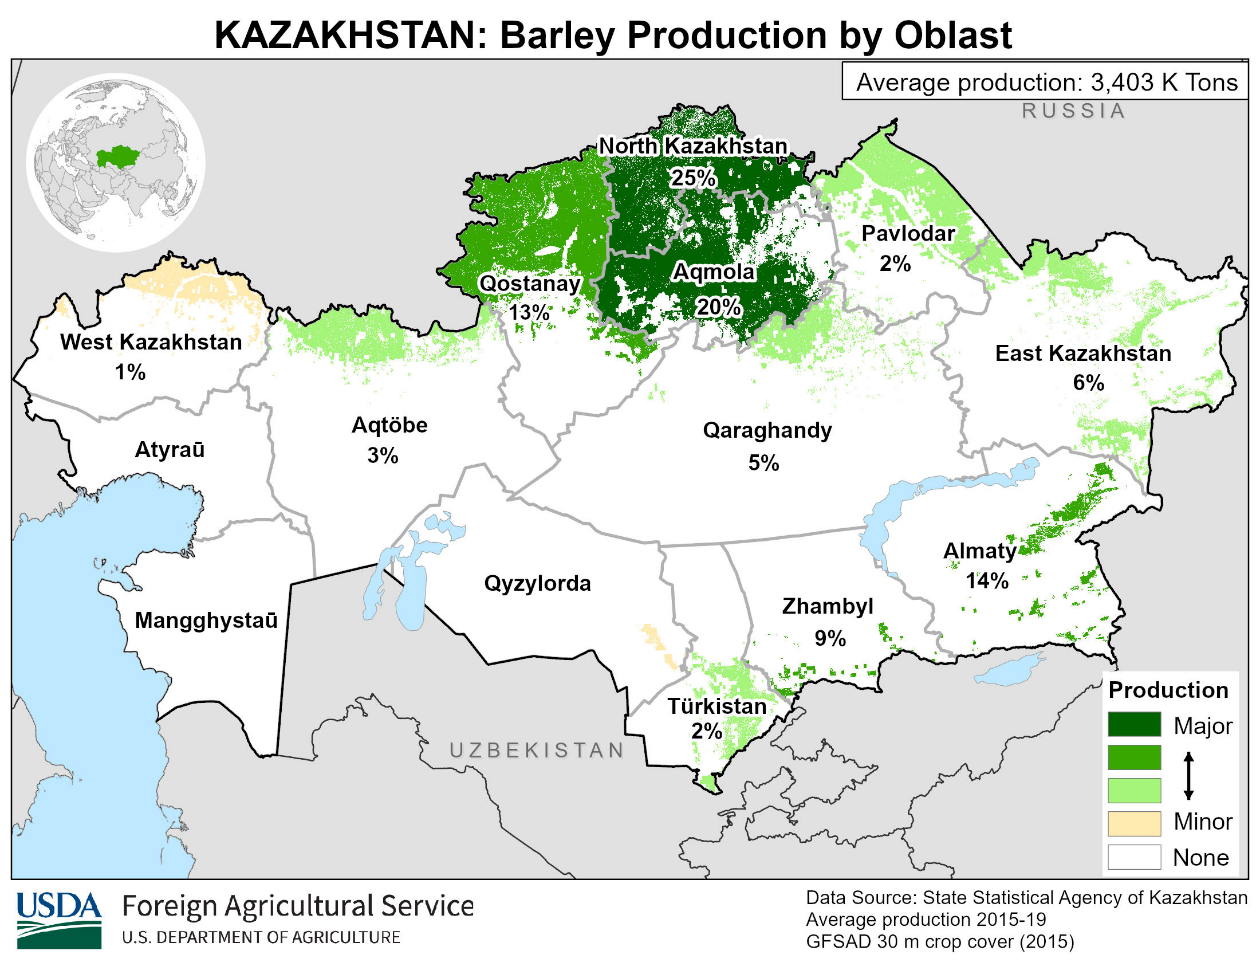 KAZAKHSTAN: Barley Production by Oblast
Average production: 3,403 K Tons
RUSSIA
North Kazakhstan
25%
Pavlodar
2%
Aqmola
20%
Qostanay
13%
West Kazakhstan
1%
East Kazakhstan
6%
Aqtöbe
3%
Qaraghandy
5%
Atyraū
Almaty
14%
Qyzylorda
Zhambyl
9%
Mangghystaū
Türkistan
2%
UZBEKISTAN
Production
Major
Minor
None
USDA
Foreign Agricultural Service
U.S. DEPARTMENT OF AGRICULTURE
Data Source: State Statistical Agency of Kazakhstan
Average production 2015-19
GFSAD 30 m crop cover (2015)